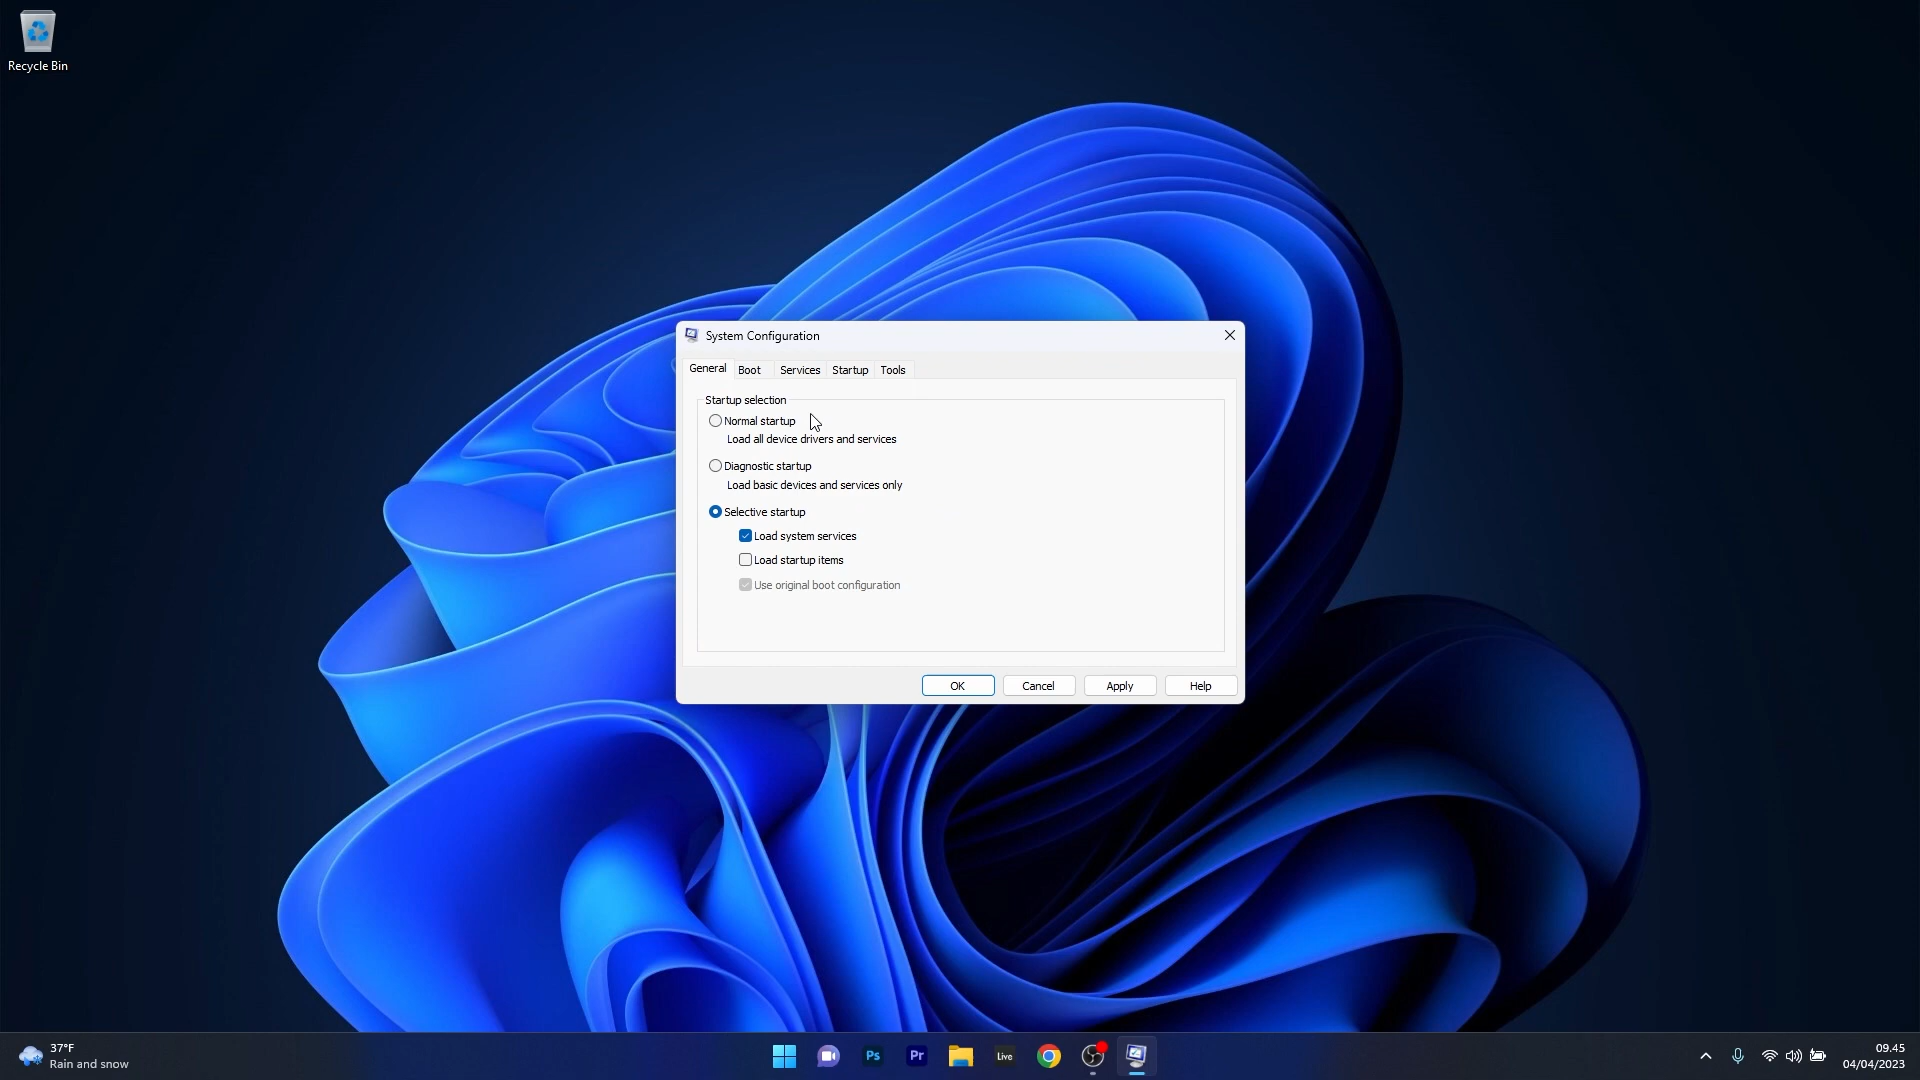 Recycle Bin
System Configuration
General Boot Services Startup Tools
Startup selection
Normal startup
Load all device drivers and services
Diagnostic startup
Load basic devices and services only
Selective startup
Load system services
Load startup items
Use original boot configuration
OK Cancel Apply Help
37°F
Rain and snow
Ps Pr Live
09.45
04/04/2023